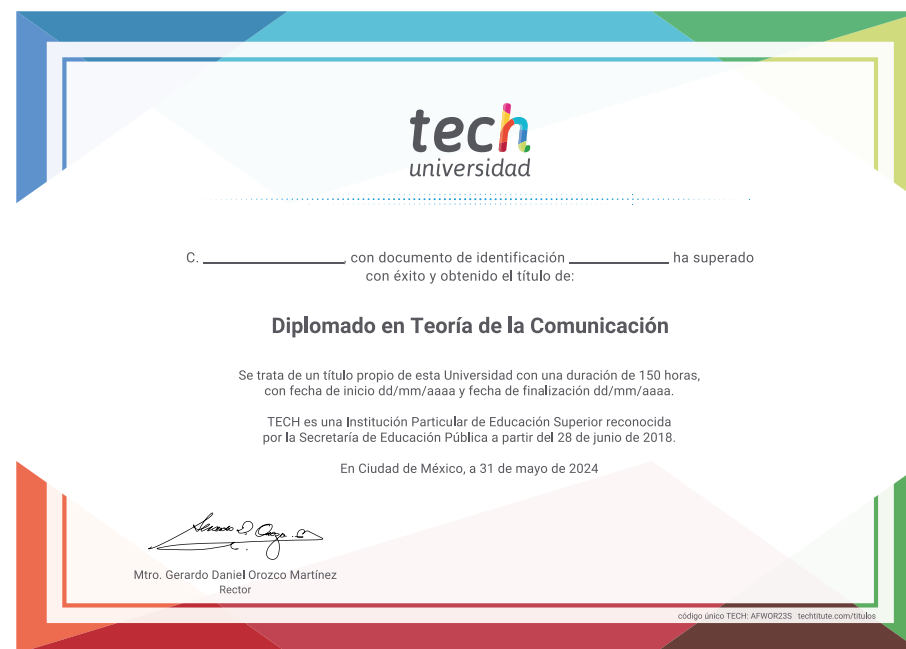 tech
universidad
C. ____________, con documento de identificación ____________ ha superado
con éxito y obtenido el título de:
Diplomado en Teoría de la Comunicación
Se trata de un título propio de esta Universidad con una duración de 150 horas,
con fecha de inicio dd/mm/aaaa y fecha de finalización dd/mm/aaaa.
TECH es una Institución Particular de Educación Superior reconocida
por la Secretaría de Educación Pública a partir del 28 de junio de 2018.
En Ciudad de México, a 31 de mayo de 2024
Mtro. Gerardo Daniel Orozco Martínez
Rector
código único TECH: AFWOR23S techtitute.com/titulos